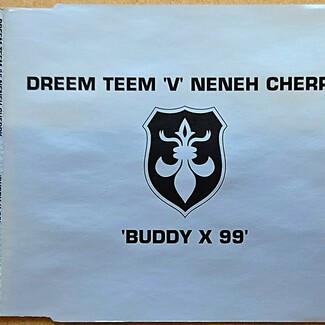 DREEM TEEM 'V' NENEH CHERR
'BUDDY X 99'